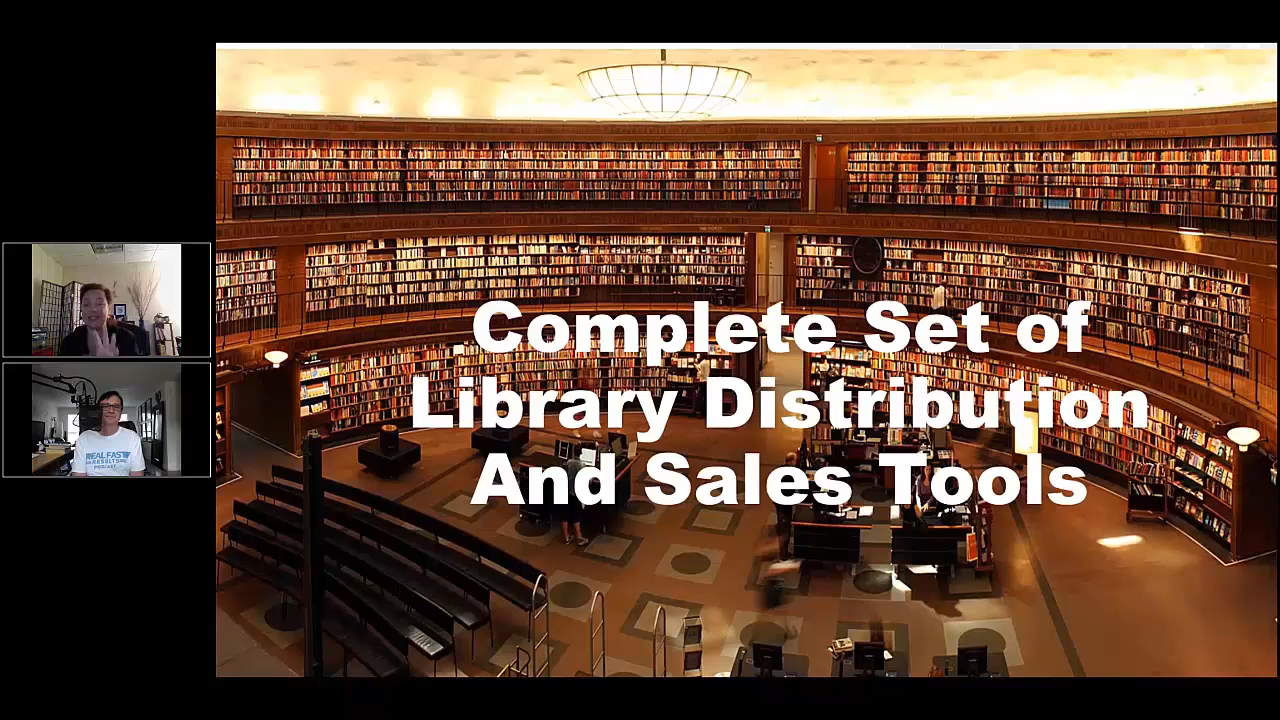 Complete Set of
Library Distribution
And Sales Tools
REAL FAST
RESULTS
PODCAST